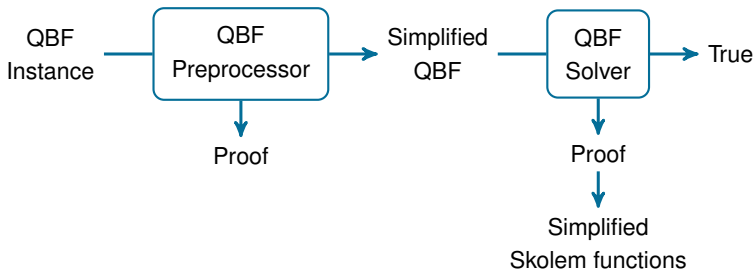 QBF
Instance
QBF
Preprocessor
Simplified
QBF
QBF
Solver
True
Proof
Proof
Simplified
Skolem functions